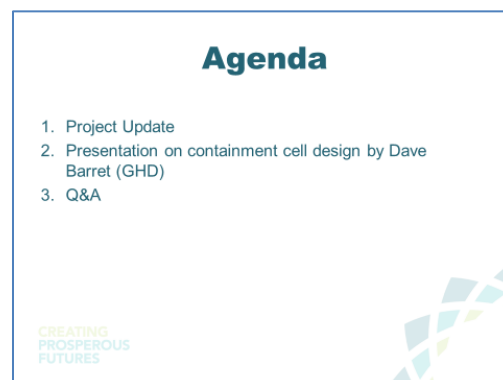 Agenda
1. Project Update
2. Presentation on containment cell design by Dave
Barret (GHD)
3. Q&A
CREATING
PROSPEROUS
FUTURES